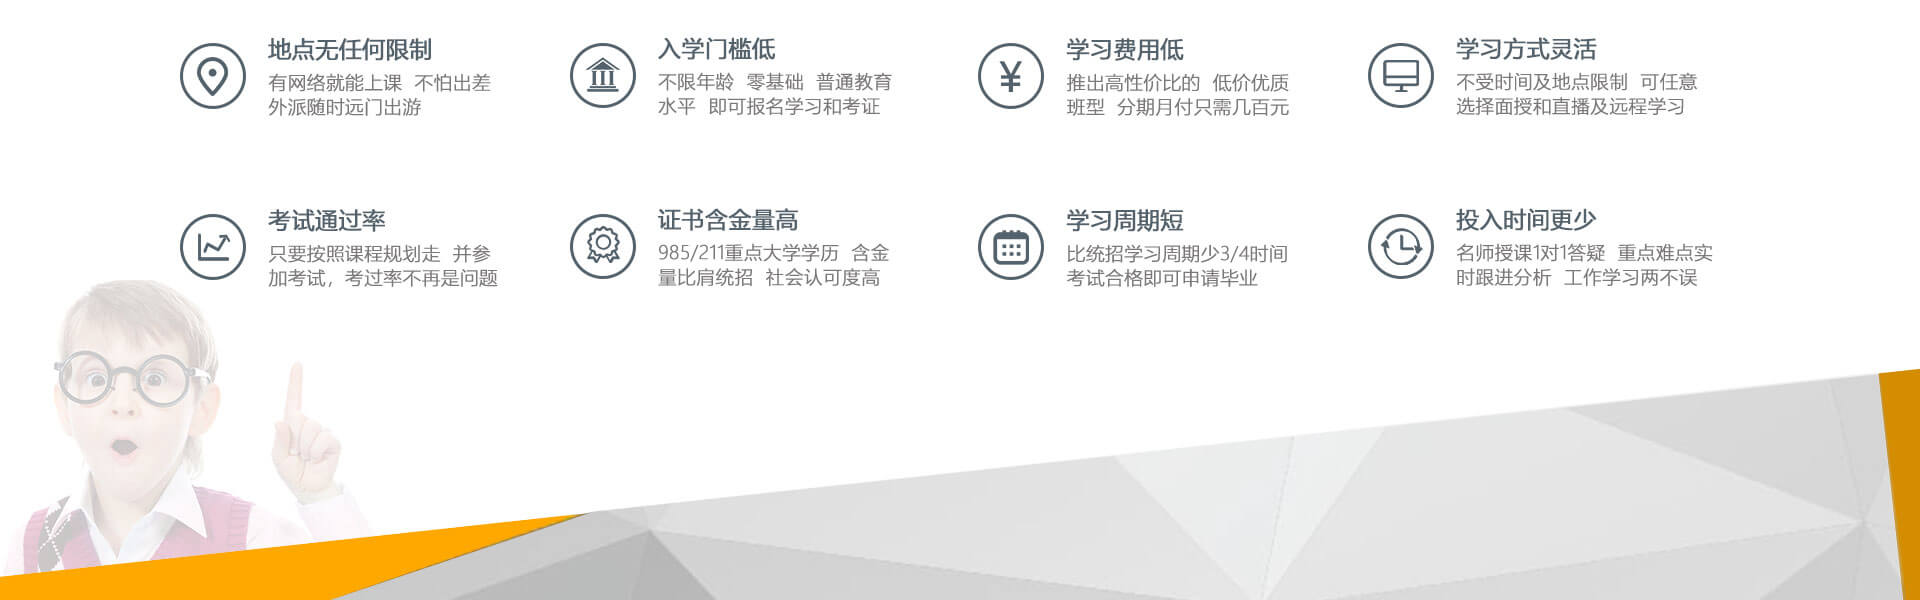 地点无任何限制
有网络就能上课 不怕出差
外派随时远门出游
入学门槛低
不限年龄 零基础 普通教育
水平 即可报名学习和考证
学习费用低
推出高性价比的 低价优质
班型 分期月付只需几百元
学习方式灵活
不受时间及地点限制 可任意
选择面授和直播及远程学习
考试通过率
只要按照课程规划走 并参
加考试，考过率不再是问题
证书含金量高
985/211重点大学学历 含金
量比肩统招 社会认可度高
学习周期短
比统招学习周期少3/4时间
考试合格即可申请毕业
投入时间更少
名师授课1对1答疑 重点难点实
时跟进分析 工作学习两不误